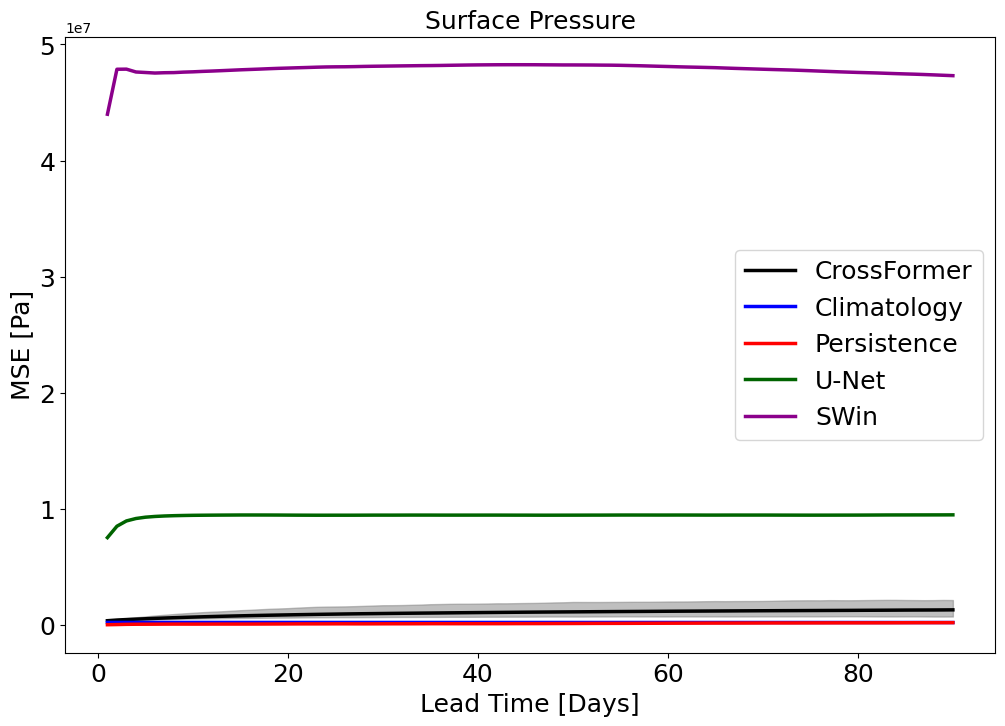 Surface Pressure
1e7
5
4
3
2
1
0
MSE [Pa]
CrossFormer
Climatology
Persistence
U-Net
SWin
0 20 40 60 80
Lead Time [Days]